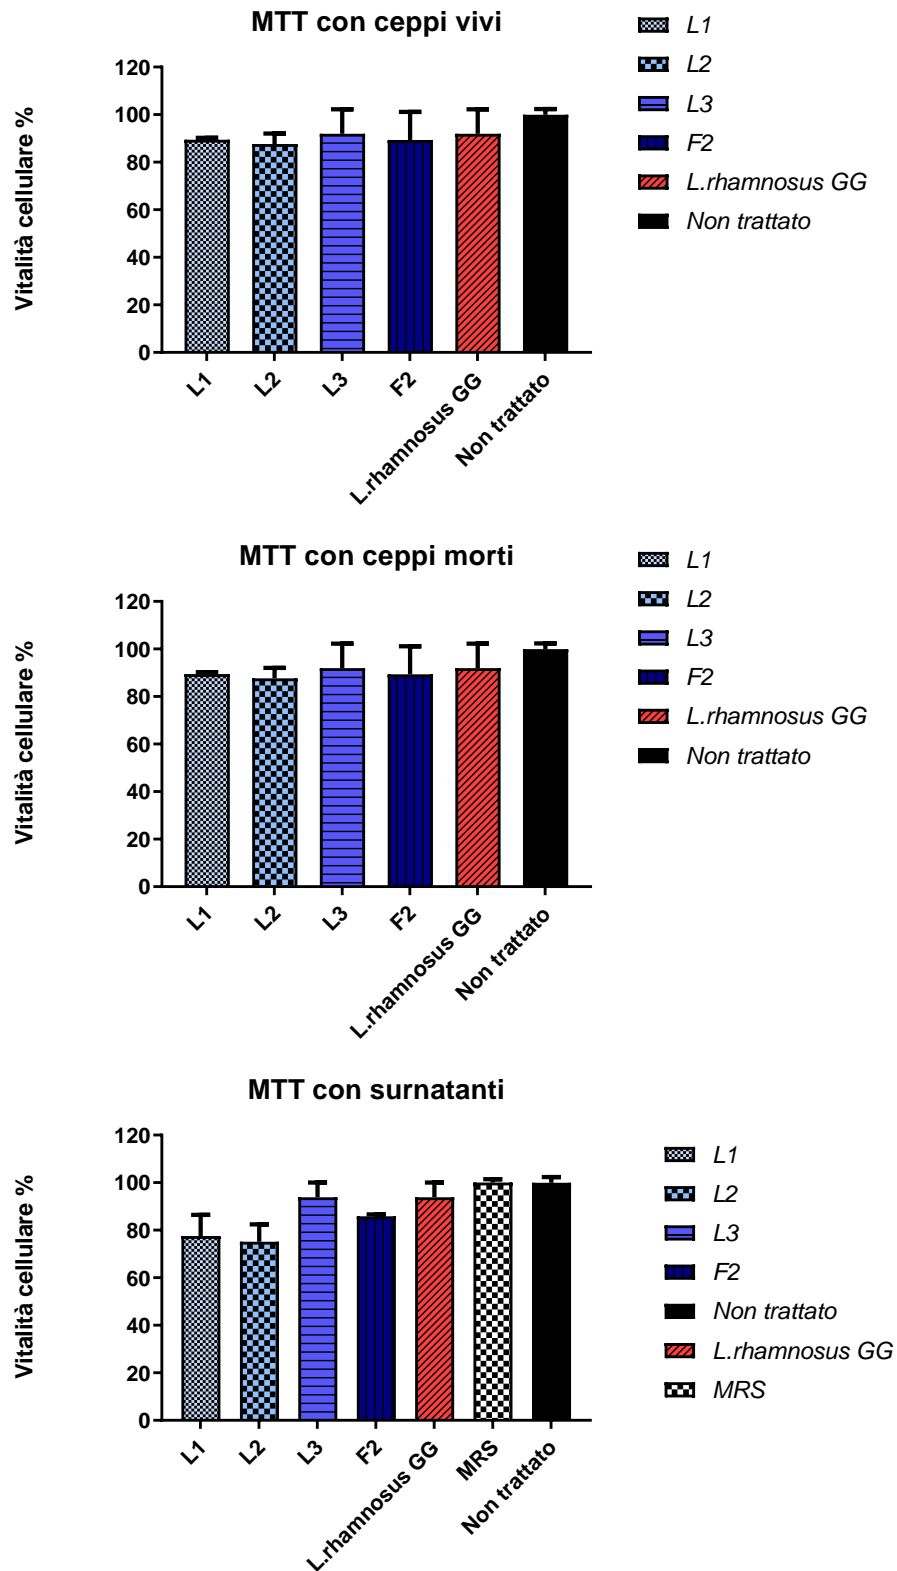 MTT con ceppi vivi
Vitalità cellulare %
120
100
80
60
40
20
0
L1
L2
L3
F2
L.rhamnosus GG
Non trattato
L1
L2
L3
F2
L.rhamnosus GG
Non trattato
MTT con ceppi morti
Vitalità cellulare %
120
100
80
60
40
20
0
L1
L2
L3
F2
L.rhamnosus GG
Non trattato
L1
L2
L3
F2
L.rhamnosus GG
Non trattato
MTT con surnatanti
Vitalità cellulare %
120
100
80
60
40
20
0
L1
L2
L3
F2
L.rhamnosus GG
MRS
Non trattato
L1
L2
L3
F2
Non trattato
L.rhamnosus GG
MRS